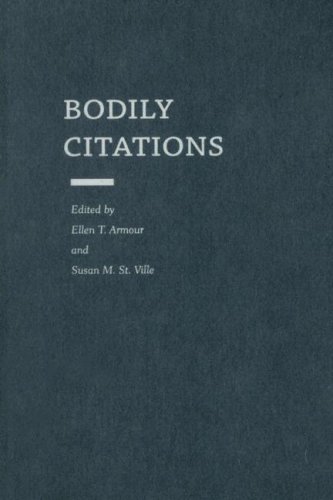 BODILY
CITATIONS
Edited by
Ellen T. Armour
and
Susan M. St. Ville